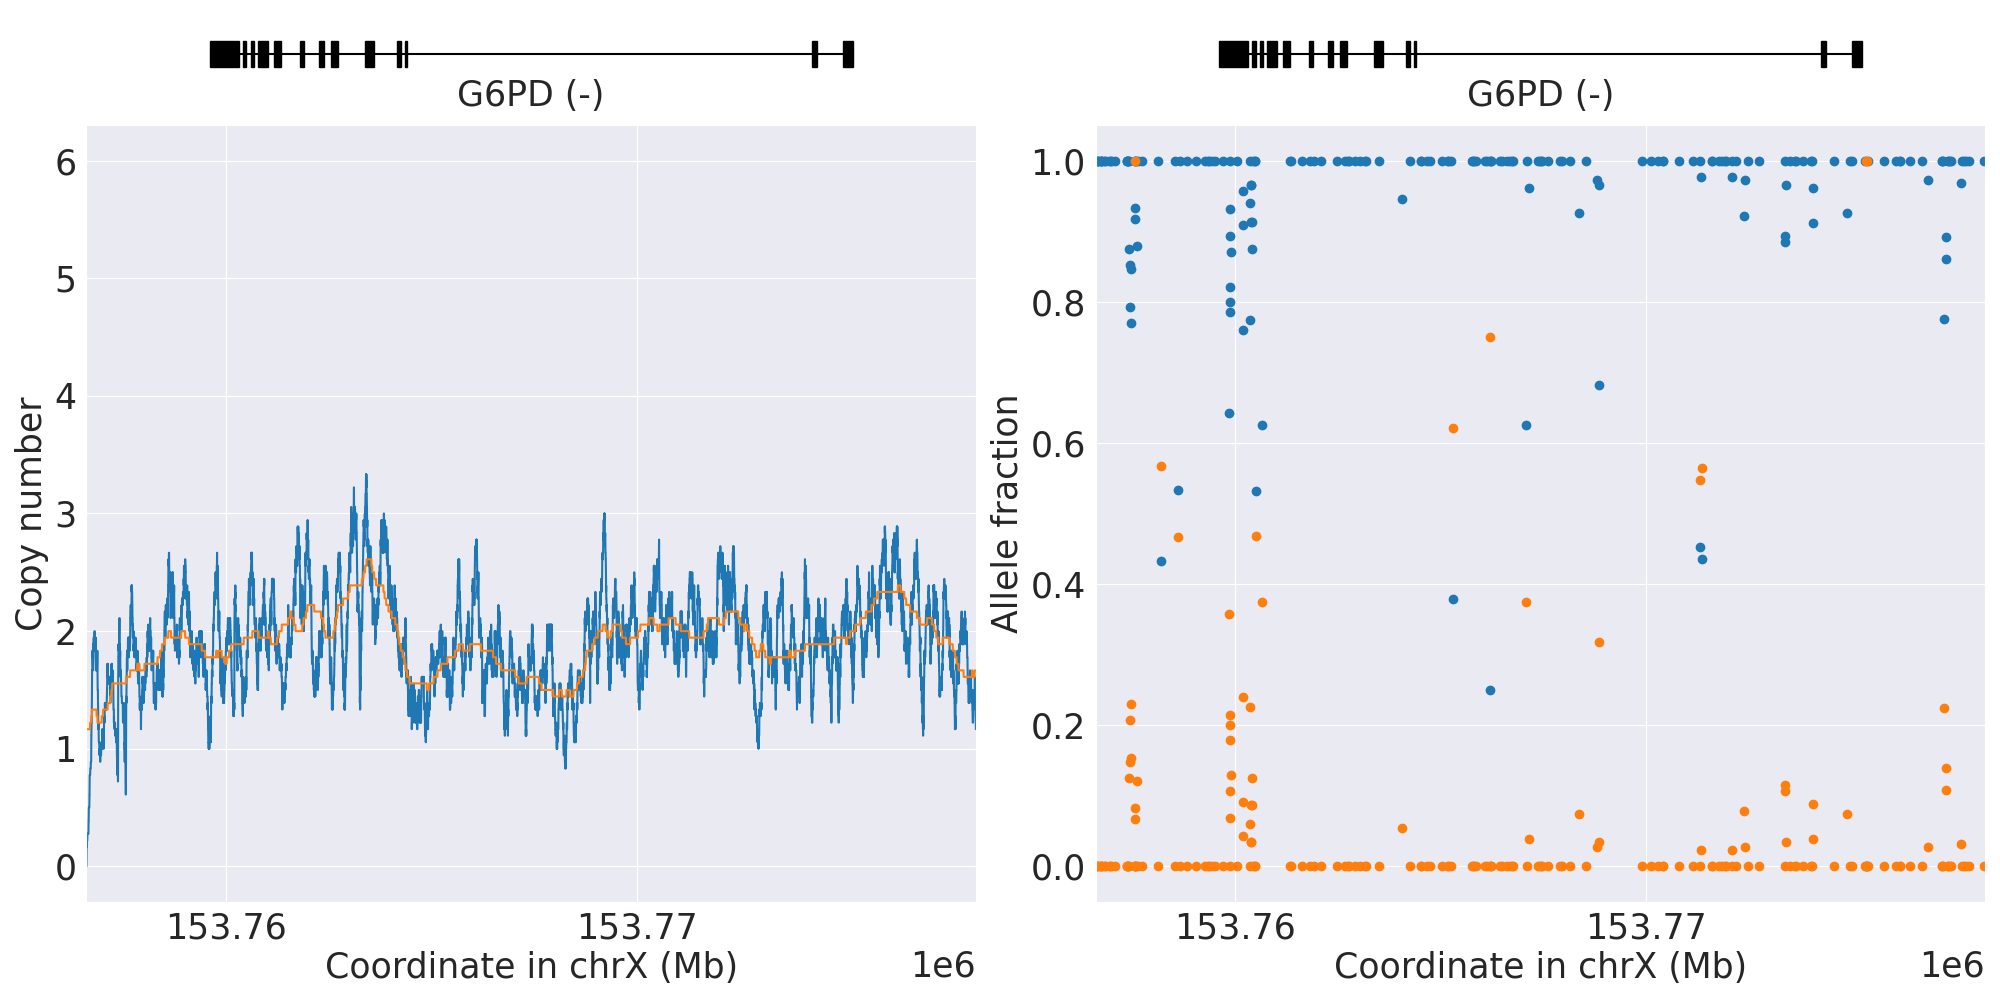 G6PD (-)
6
5
4
3
2
1
0
Copy number
153.76
153.77
Coordinate in chrX (Mb)
1e6
G6PD (-)
1.0
0.8
0.6
0.4
0.2
0.0
Allele fraction
153.76
153.77
Coordinate in chrX (Mb)
1e6